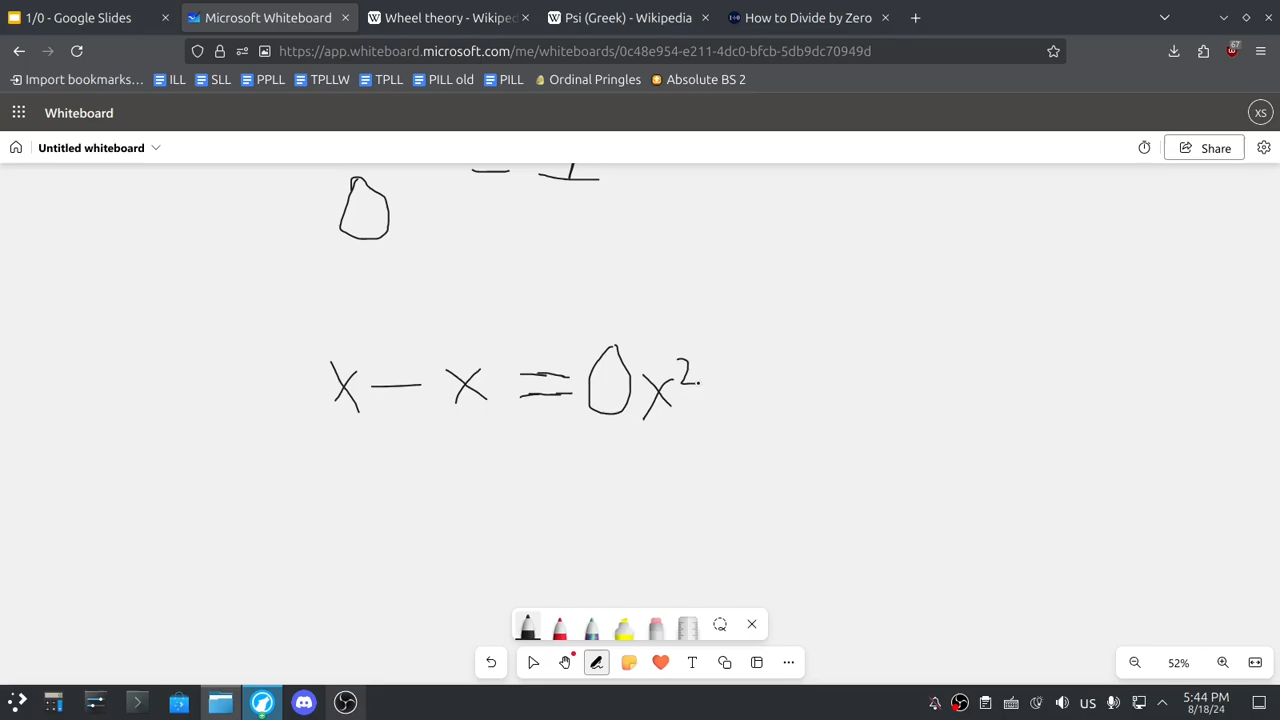 1/0 - Google Slides
Microsoft Whiteboard
Wheel theory - Wikiped
Psi (Greek) - Wikipedia
How to Divide by Zero
https://app.whiteboard.microsoft.com/me/whiteboards/0c48e954-e211-4dc0-bfcb-5db9dc70949d
67
Import bookmarks...
ILL
SLL
PPLL
TPLLW
TPLL
PILL old
PILL
Ordinal Pringles
Absolute BS 2
Whiteboard
XS
Untitled whiteboard
Share
0
x - x = 0x²
52%
US
5:44 PM
8/18/24